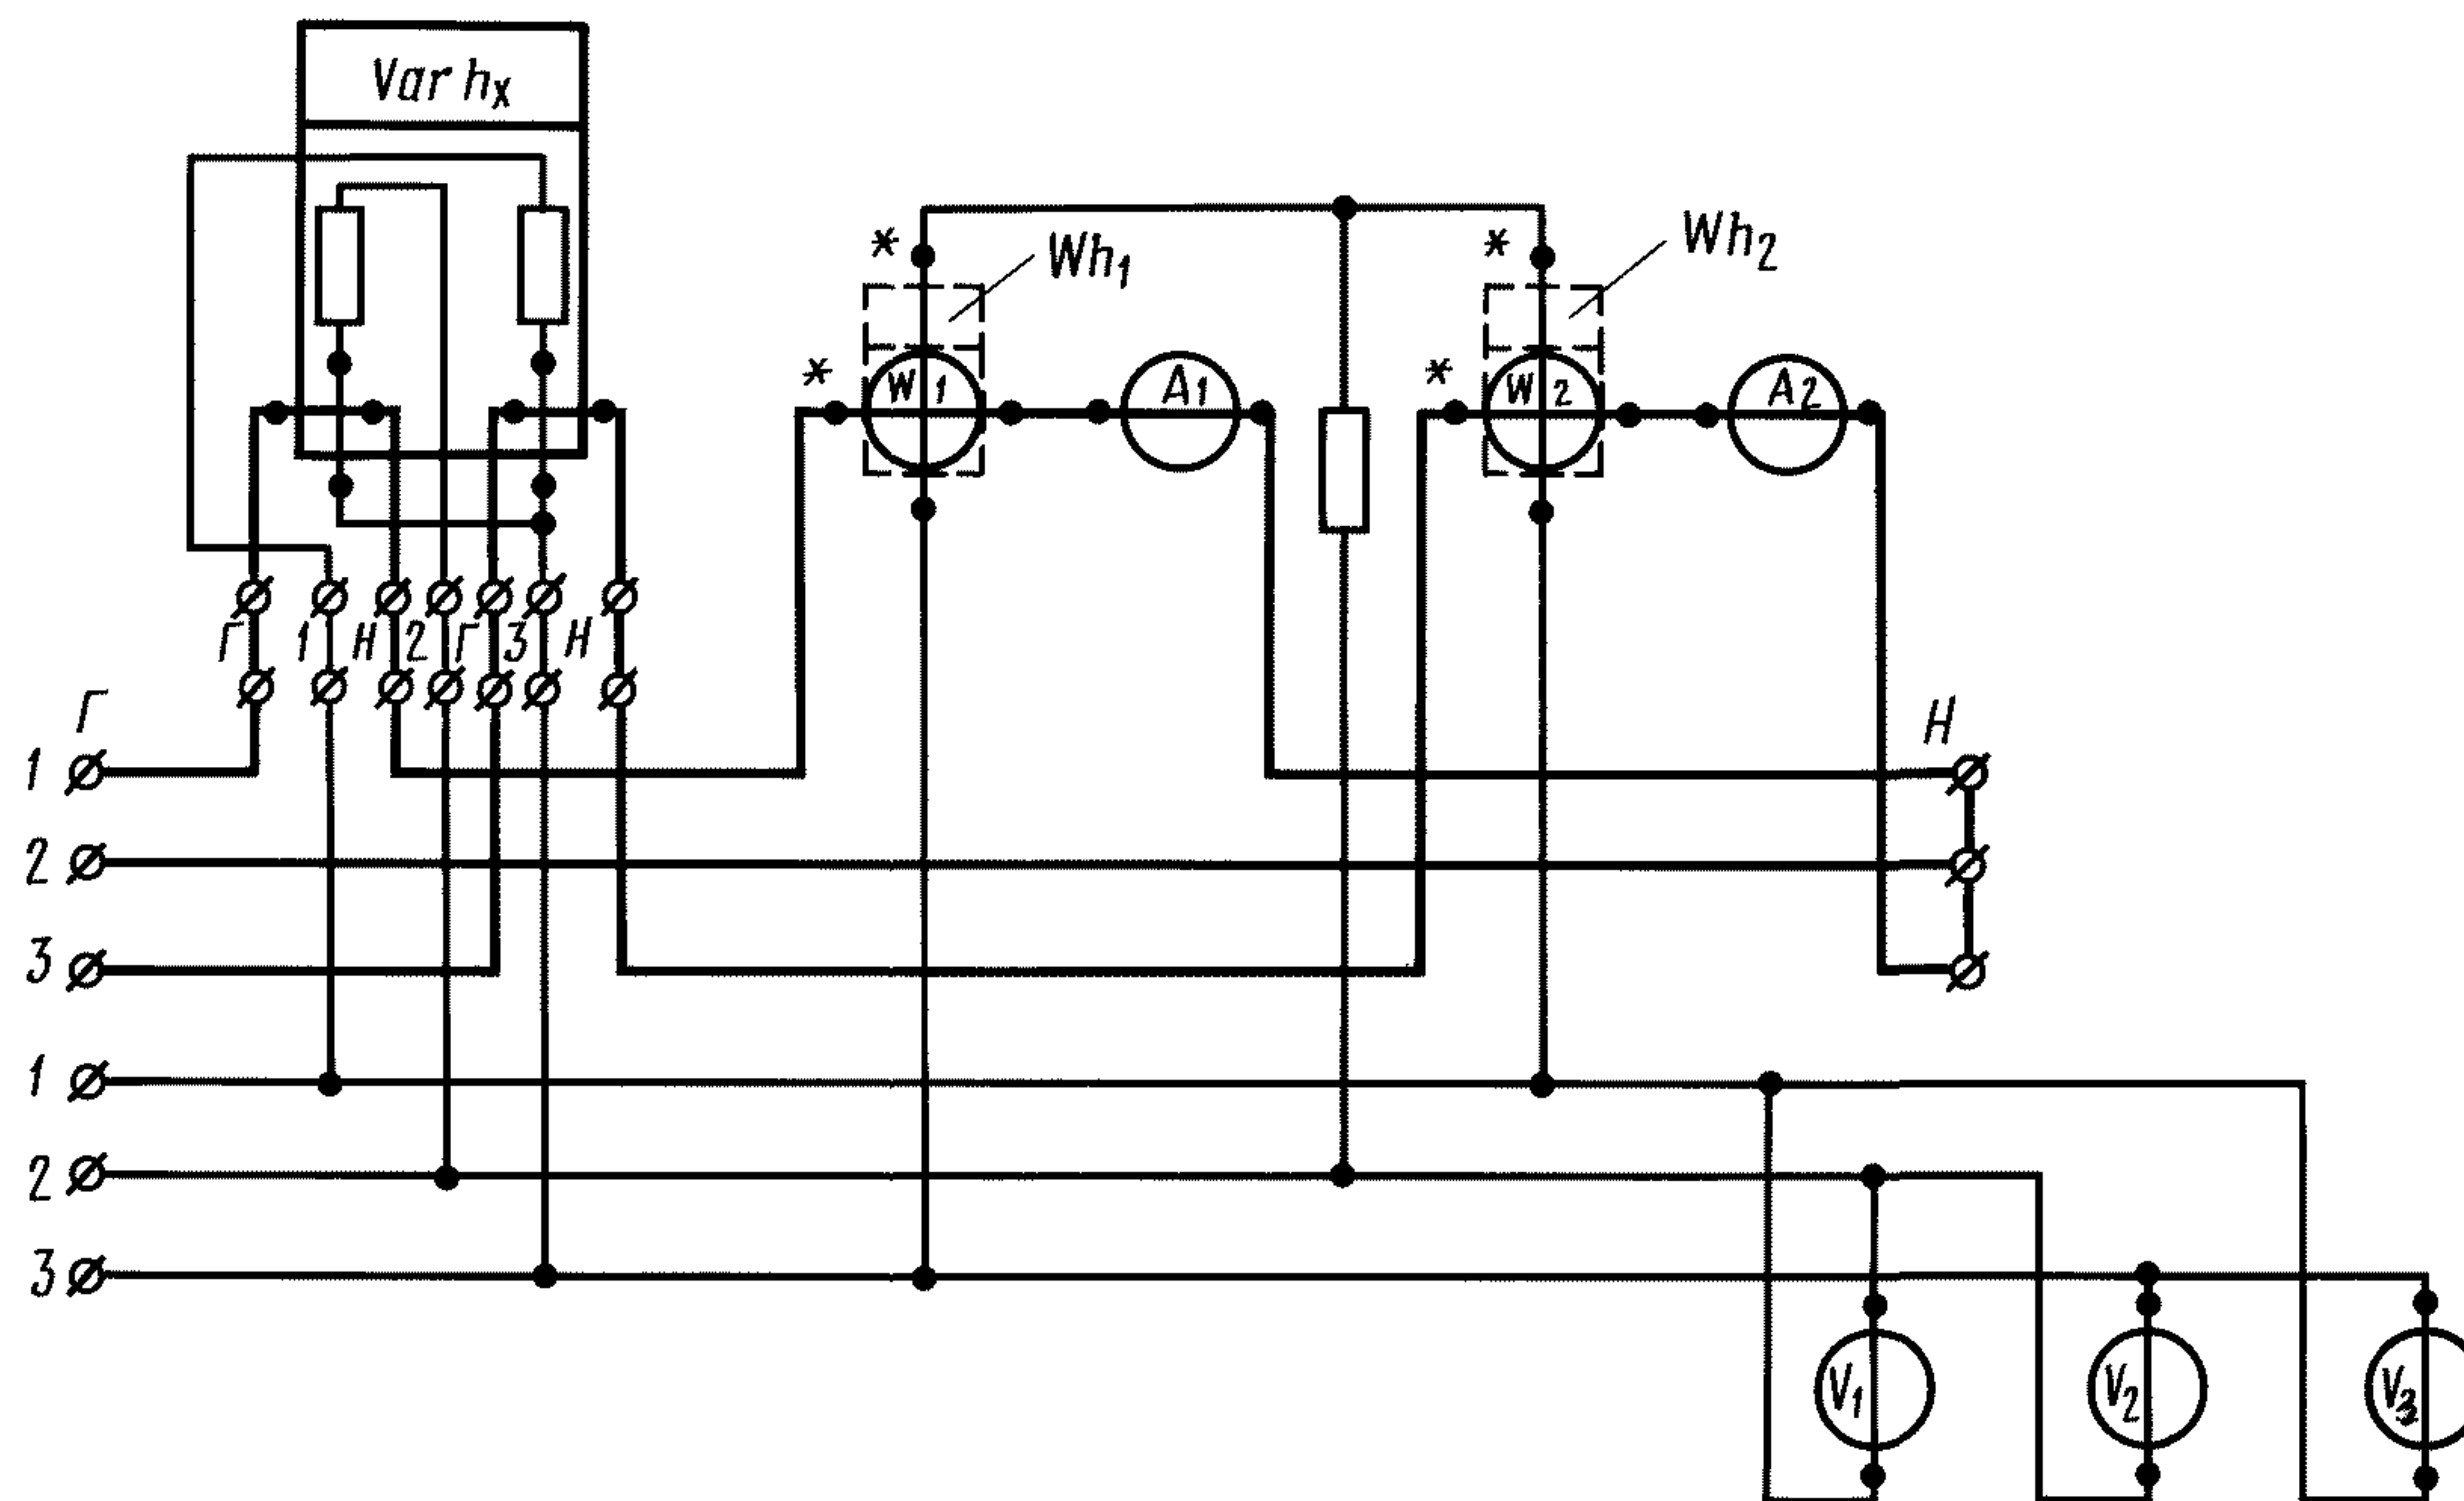 Var hₓ
* Wh₁
* Wh₂
* W 1 A₁
* W 2 A₂
Г 1 Н 2 Г 3 Н
Г
Н
1
2
3
1
2
3
V₁ V₂ V₃